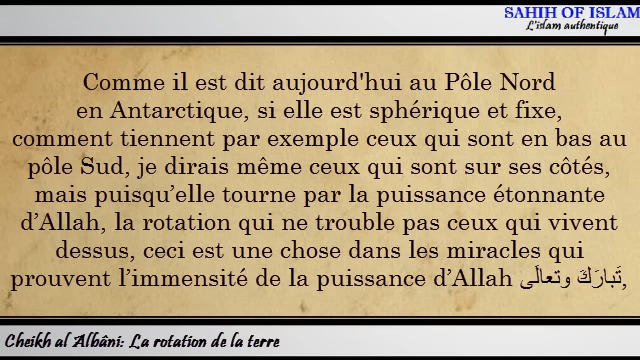 SAHIH OF ISLAM
L'islam authentique
Comme il est dit aujourd'hui au Pôle Nord
en Antarctique, si elle est sphérique et fixe,
comment tiennent par exemple ceux qui sont en bas au
pôle Sud, je dirais même ceux qui sont sur ses côtés,
mais puisqu’elle tourne par la puissance étonnante
d’Allah, la rotation qui ne trouble pas ceux qui vivent
dessus, ceci est une chose dans les miracles qui
prouvent l’immensité de la puissance d’Allah تَبارَكَ وتعالَى,
Cheikh al Albâni: La rotation de la terre